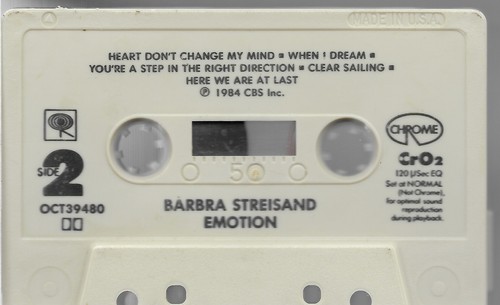 MADE IN U.S.A.
HEART DON'T CHANGE MY MIND ▪ WHEN I DREAM ▪
YOU'RE A STEP IN THE RIGHT DIRECTION ▪ CLEAR SAILING ▪
HERE WE ARE AT LAST
℗ 1984 CBS Inc.
CHROME
CrO2
120 µSec EQ
Set at NORMAL
(Not Chrome),
for optimal sound
reproduction
during playback.
SIDE 2
50
OCT39480
BARBRA STREISAND
EMOTION